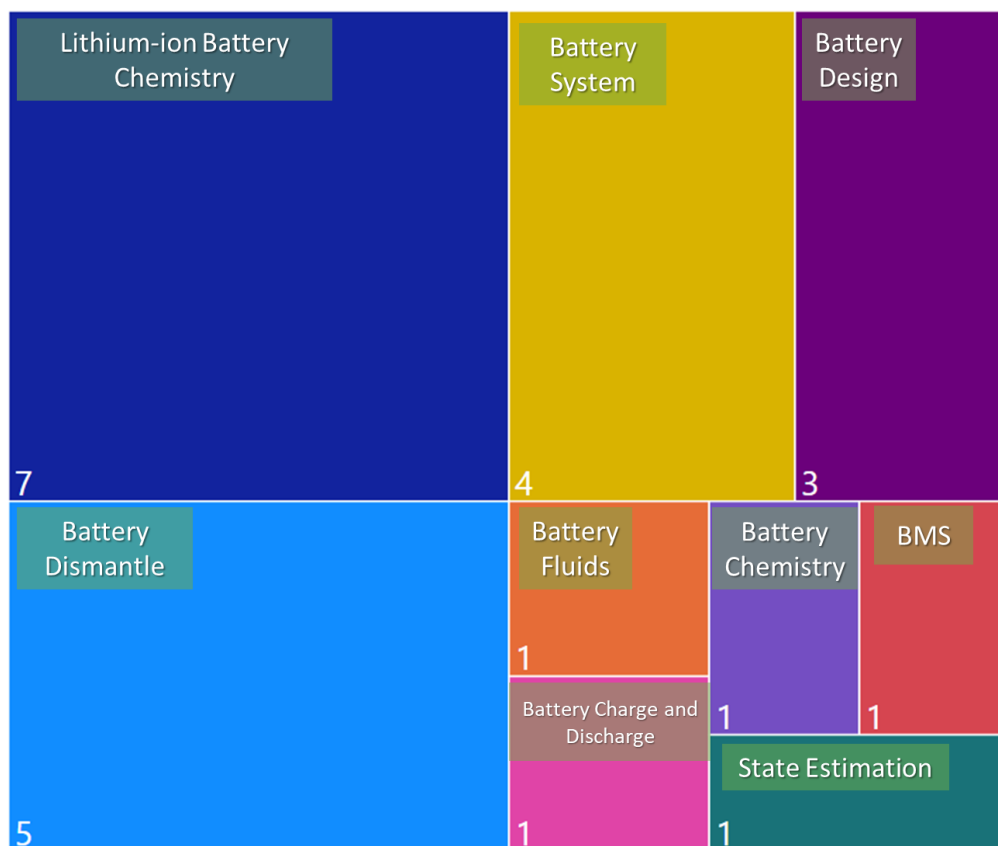 Lithium-ion Battery
Chemistry
7
Battery
System
4
Battery
Design
3
Battery
Dismantle
5
Battery
Fluids
1
Battery
Chemistry
1
BMS
1
Battery Charge and
Discharge
1
State Estimation
1